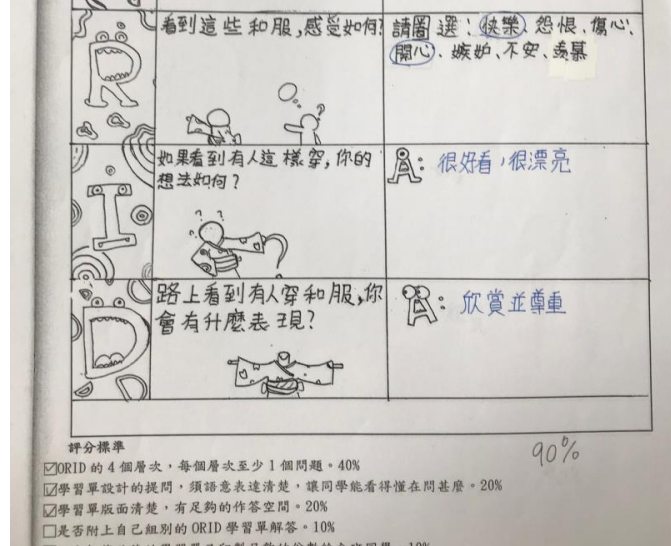 R
看到這些和服,感受如何?
請圈選:快樂、怨恨、傷心、
開心、嫉妒、不安、羨慕
I
如果看到有人這樣穿,你的
想法如何?
A:很好看,很漂亮
D
路上看到有人穿和服,你
會有什麼表現?
A:欣賞並尊重
90%
評分標準
☑ORID 的 4 個層次,每個層次至少 1 個問題。40%
☑學習單設計的提問,須語意表達清楚,讓同學能看得懂在問甚麼。20%
☑學習單版面清楚,有足夠的作答空間。20%
☐是否附上自己組別的 ORID 學習單解答。10%